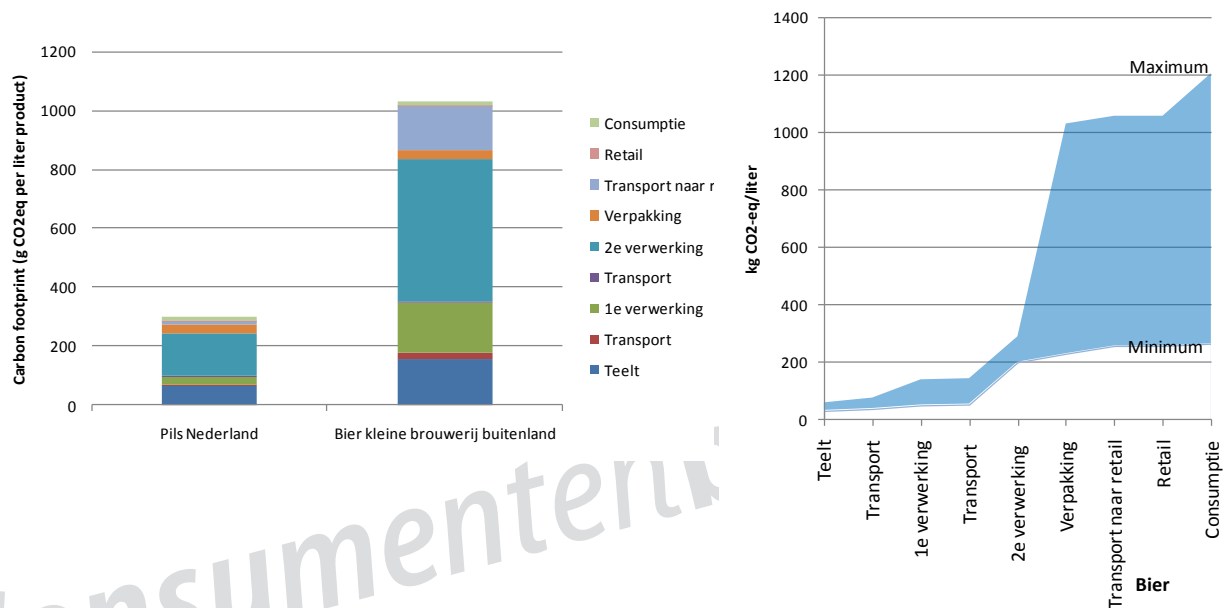 Carbon footprint (g CO2eq per liter product)
1200
1000
800
600
400
200
0
Pils Nederland
Bier kleine brouwerij buitenland
Consumptie
Retail
Transport naar r
Verpakking
2e verwerking
Transport
1e verwerking
Transport
Teelt
kg CO2-eq/liter
1400
1200
1000
800
600
400
200
0
Maximum
Minimum
Teelt
Transport
1e verwerking
Transport
2e verwerking
Verpakking
Transport naar retail
Retail
Consumptie
Bier